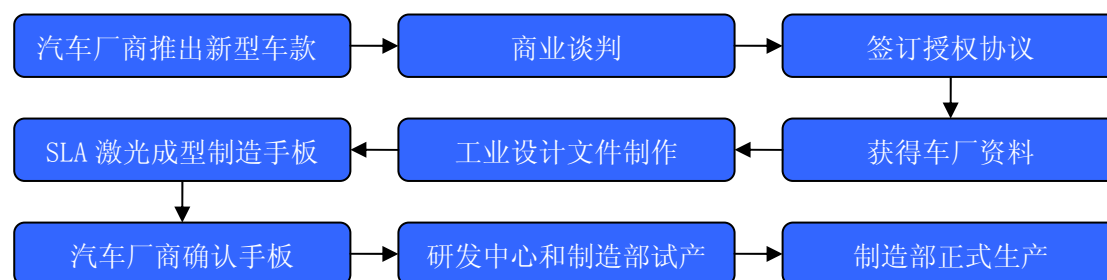 汽车厂商推出新型车款
商业谈判
签订授权协议
获得车厂资料
工业设计文件制作
SLA 激光成型制造手板
汽车厂商确认手板
研发中心和制造部试产
制造部正式生产